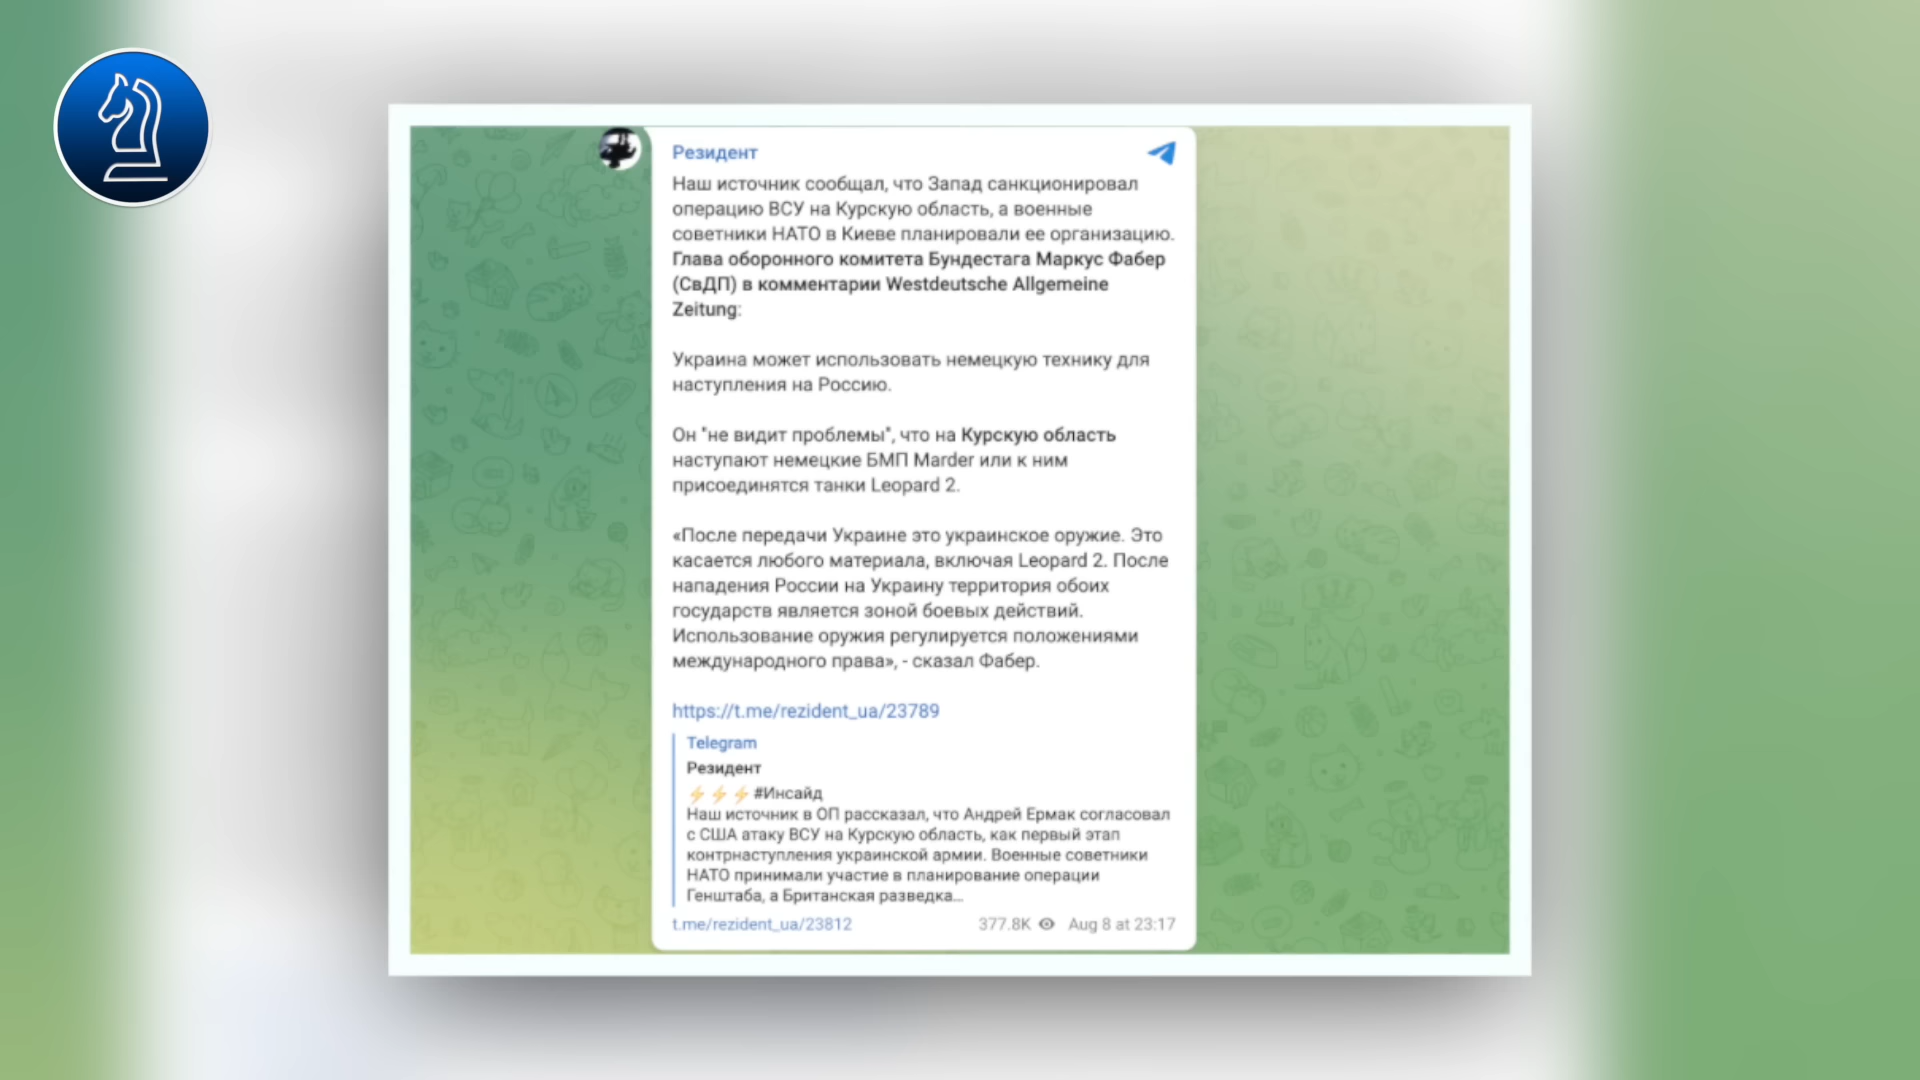 Резидент
Наш источник сообщал, что Запад санкционировал
операцию ВСУ на Курскую область, а военные
советники НАТО в Киеве планировали ее организацию.
Глава оборонного комитета Бундестага Маркус Фабер
(СвДП) в комментарии Westdeutsche Allgemeine
Zeitung:
Украина может использовать немецкую технику для
наступления на Россию.
Он "не видит проблемы", что на Курскую область
наступают немецкие БМП Marder или к ним
присоединятся танки Leopard 2.
«После передачи Украине это украинское оружие. Это
касается любого материала, включая Leopard 2. После
нападения России на Украину территория обоих
государств является зоной боевых действий.
Использование оружия регулируется положениями
международного права», - сказал Фабер.
https://t.me/rezident_ua/23789
Telegram
Резидент
⚡⚡⚡#Инсайд
Наш источник в ОП рассказал, что Андрей Ермак согласовал
с США атаку ВСУ на Курскую область, как первый этап
контрнаступления украинской армии. Военные советники
НАТО принимали участие в планирование операции
Генштаба, а Британская разведка…
t.me/rezident_ua/23812 377.8K Aug 8 at 23:17